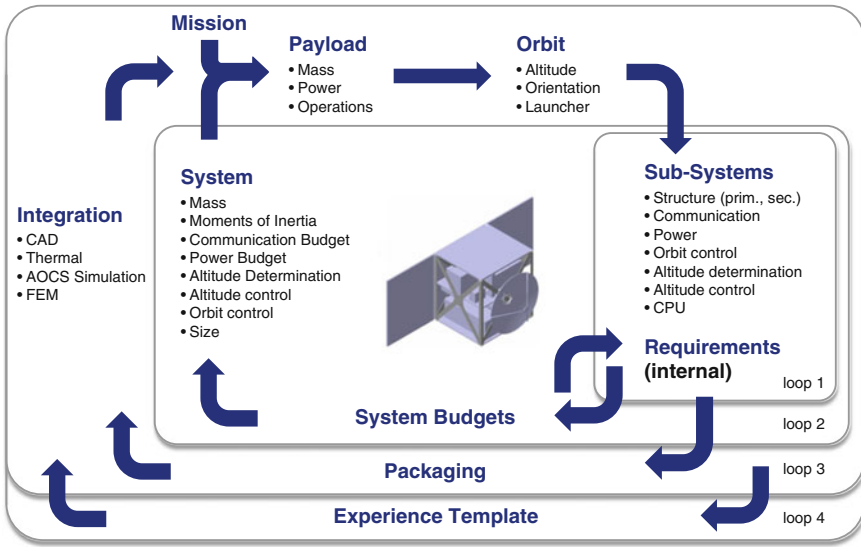 Mission
Payload
• Mass
• Power
• Operations
Orbit
• Altitude
• Orientation
• Launcher
Sub-Systems
• Structure (prim., sec.)
• Communication
• Power
• Orbit control
• Altitude determination
• Altitude control
• CPU
Requirements
(internal)
loop 1
System
• Mass
• Moments of Inertia
• Communication Budget
• Power Budget
• Altitude Determination
• Altitude control
• Orbit control
• Size
Integration
• CAD
• Thermal
• AOCS Simulation
• FEM
System Budgets
loop 2
Packaging
loop 3
Experience Template
loop 4